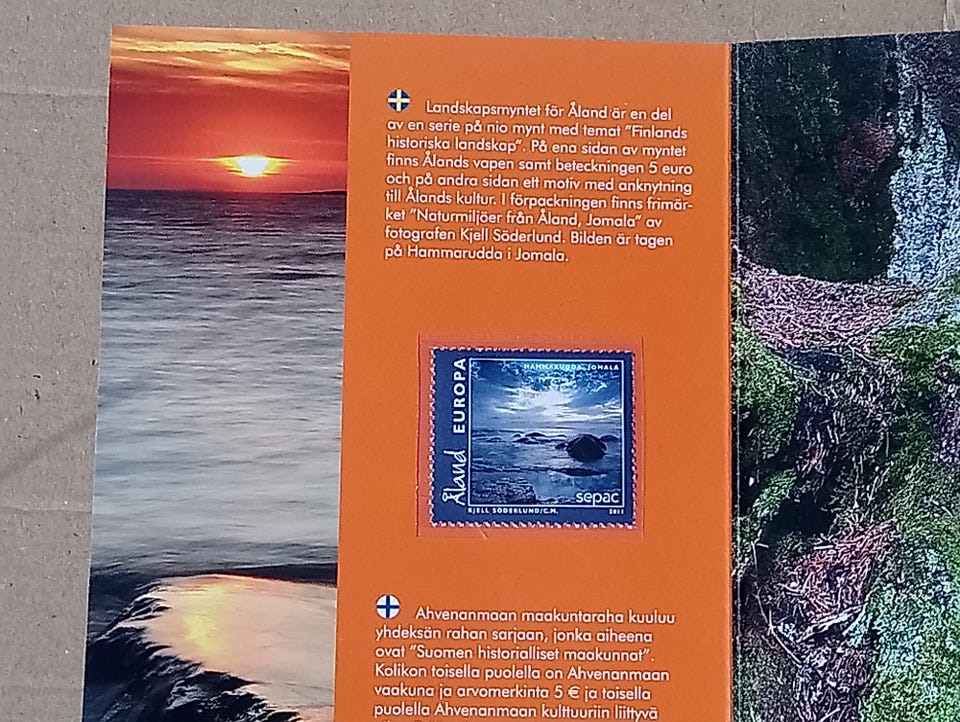 Landskapsmyntet för Åland är en del
av en serie på nio mynt med temat "Finlands
historiska landskap". På ena sidan av myntet
finns Ålands vapen samt beteckningen 5 euro
och på andra sidan ett motiv med anknytning
till Ålands kultur. I förpackningen finns frimär-
ket "Naturmiljöer från Åland, Jomala" av
fotografen Kjell Söderlund. Bilden är tagen
på Hammarudda i Jomala.
HAMMARUDDA, JOMALA
Åland EUROPA
sepac
KJELL SÖDERLUND/C.M. 2011
Ahvenanmaan maakuntaraha kuuluu
yhdeksän rahan sarjaan, jonka aiheena
ovat "Suomen historialliset maakunnat".
Kolikon toisella puolella on Ahvenanmaan
vaakuna ja arvomerkinta 5 € ja toisella
puolella Ahvenanmaan kulttuuriin liittyvä